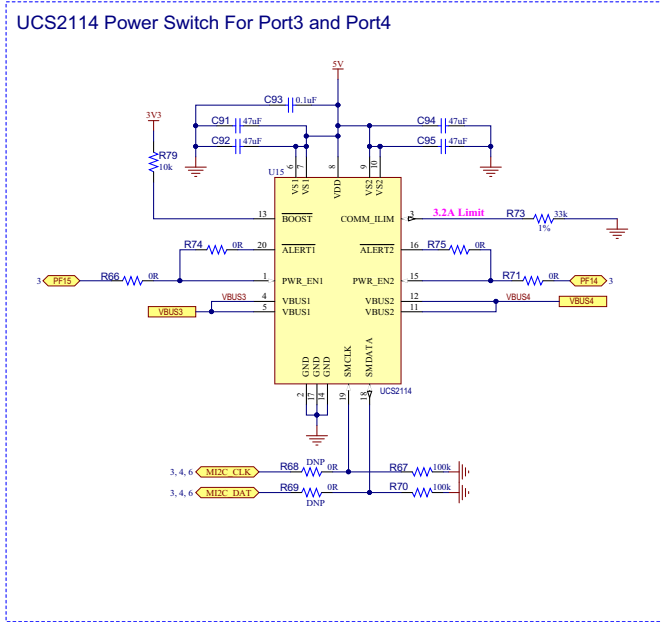 UCS2114 Power Switch For Port3 and Port4
5V
C93 0.1uF
3V3
C91 47uF
C94 47uF
C92 47uF
C95 47uF
R79
10k
6 7 8 9 10
U15
VS1 VS1 VDD VS2 VS2
13 BOOST
COMM_ILIM 3 3.2A Limit R73 33k
1%
R74 0R 20 ALERT1
ALERT2 16 R75 0R
3 PF15 R66 0R 1 PWR_EN1
PWR_EN2 15 R71 0R PF14 3
VBUS3 4 VBUS1
VBUS2 12 VBUS4 VBUS4
VBUS3 5 VBUS1
VBUS2 11
GND GND GND SMCLK SMDATA
UCS2114
2 17 14 19 18
3, 4, 6 MI2C_CLK R68 DNP 0R R67 100k
3, 4, 6 MI2C_DAT R69 0R R70 100k
DNP